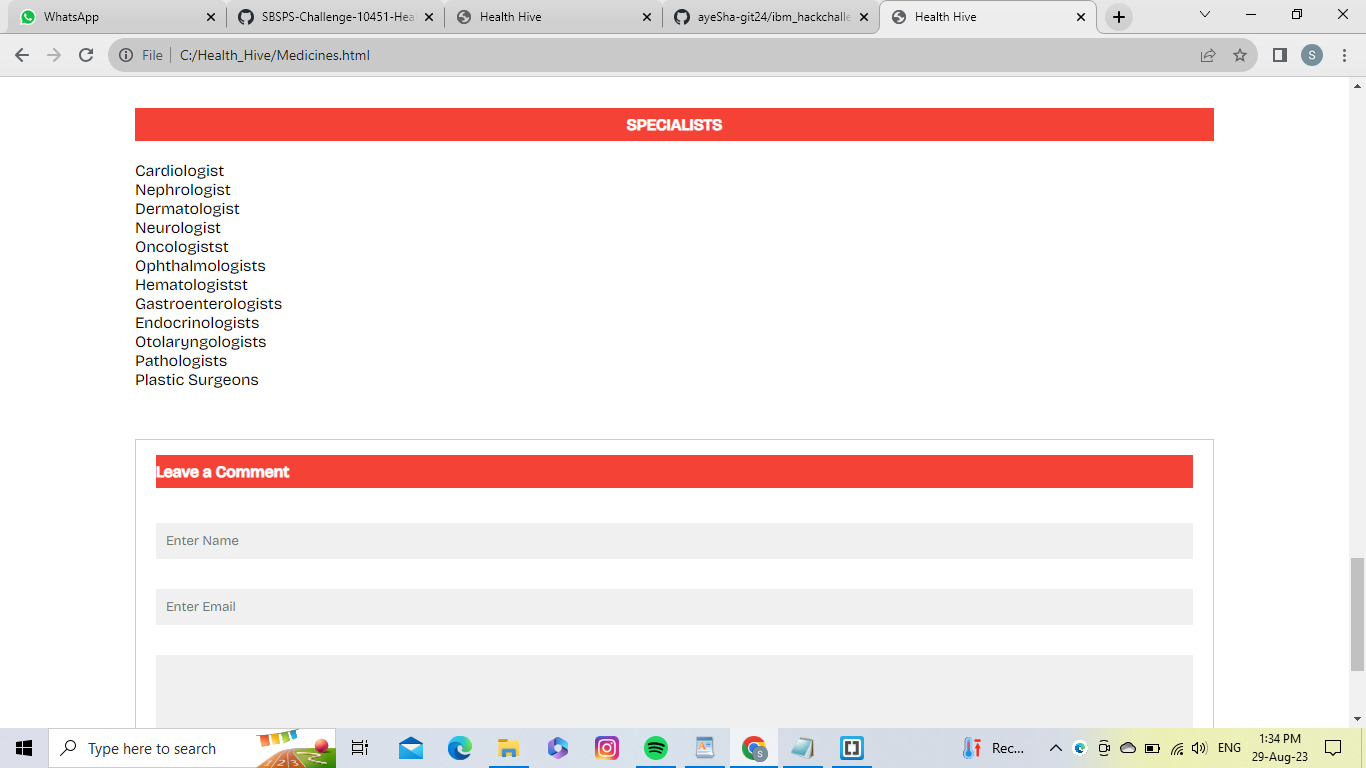 WhatsApp
SBSPS-Challenge-10451-Hea
Health Hive
ayeSha-git24/ibm_hackchalle
Health Hive
File
C:/Health_Hive/Medicines.html
S
SPECIALISTS
Cardiologist
Nephrologist
Dermatologist
Neurologist
Oncologistst
Ophthalmologists
Hematologistst
Gastroenterologists
Endocrinologists
Otolaryngologists
Pathologists
Plastic Surgeons
Leave a Comment
Enter Name
Enter Email
Type here to search
S
Rec...
ENG
1:34 PM
29-Aug-23